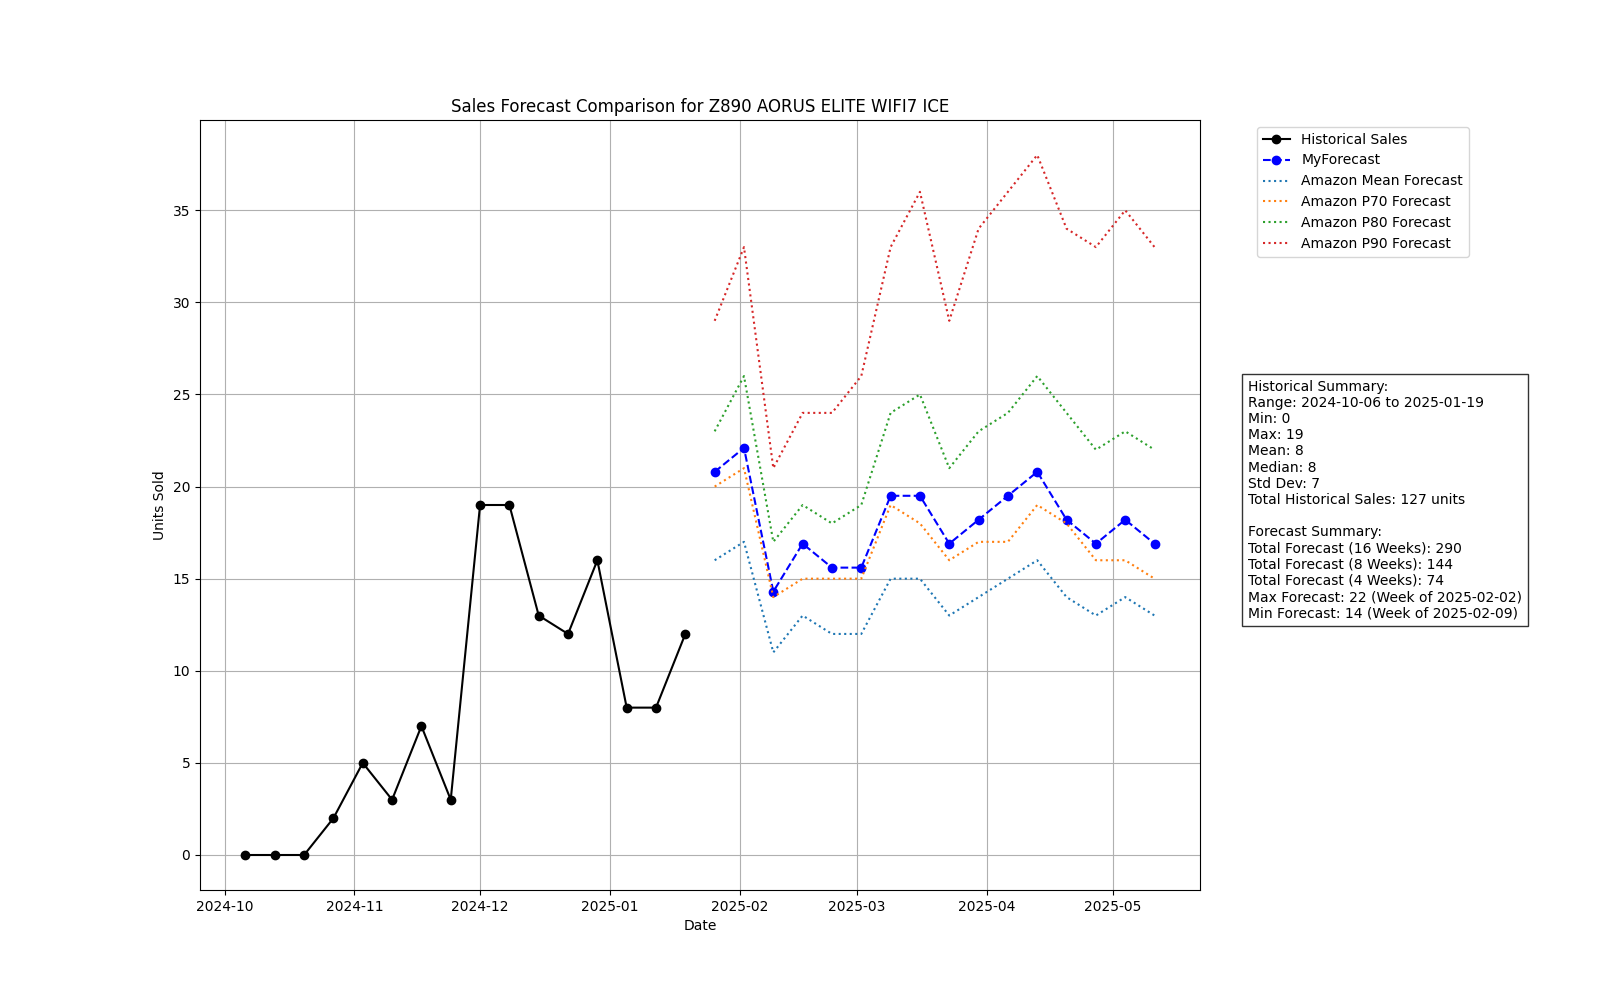 Sales Forecast Comparison for Z890 AORUS ELITE WIFI7 ICE
Historical Sales
MyForecast
Amazon Mean Forecast
Amazon P70 Forecast
Amazon P80 Forecast
Amazon P90 Forecast
35
30
25
20
15
10
5
0
Units Sold
2024-10
2024-11
2024-12
2025-01
2025-02
2025-03
2025-04
2025-05
Date
Historical Summary:
Range: 2024-10-06 to 2025-01-19
Min: 0
Max: 19
Mean: 8
Median: 8
Std Dev: 7
Total Historical Sales: 127 units
Forecast Summary:
Total Forecast (16 Weeks): 290
Total Forecast (8 Weeks): 144
Total Forecast (4 Weeks): 74
Max Forecast: 22 (Week of 2025-02-02)
Min Forecast: 14 (Week of 2025-02-09)